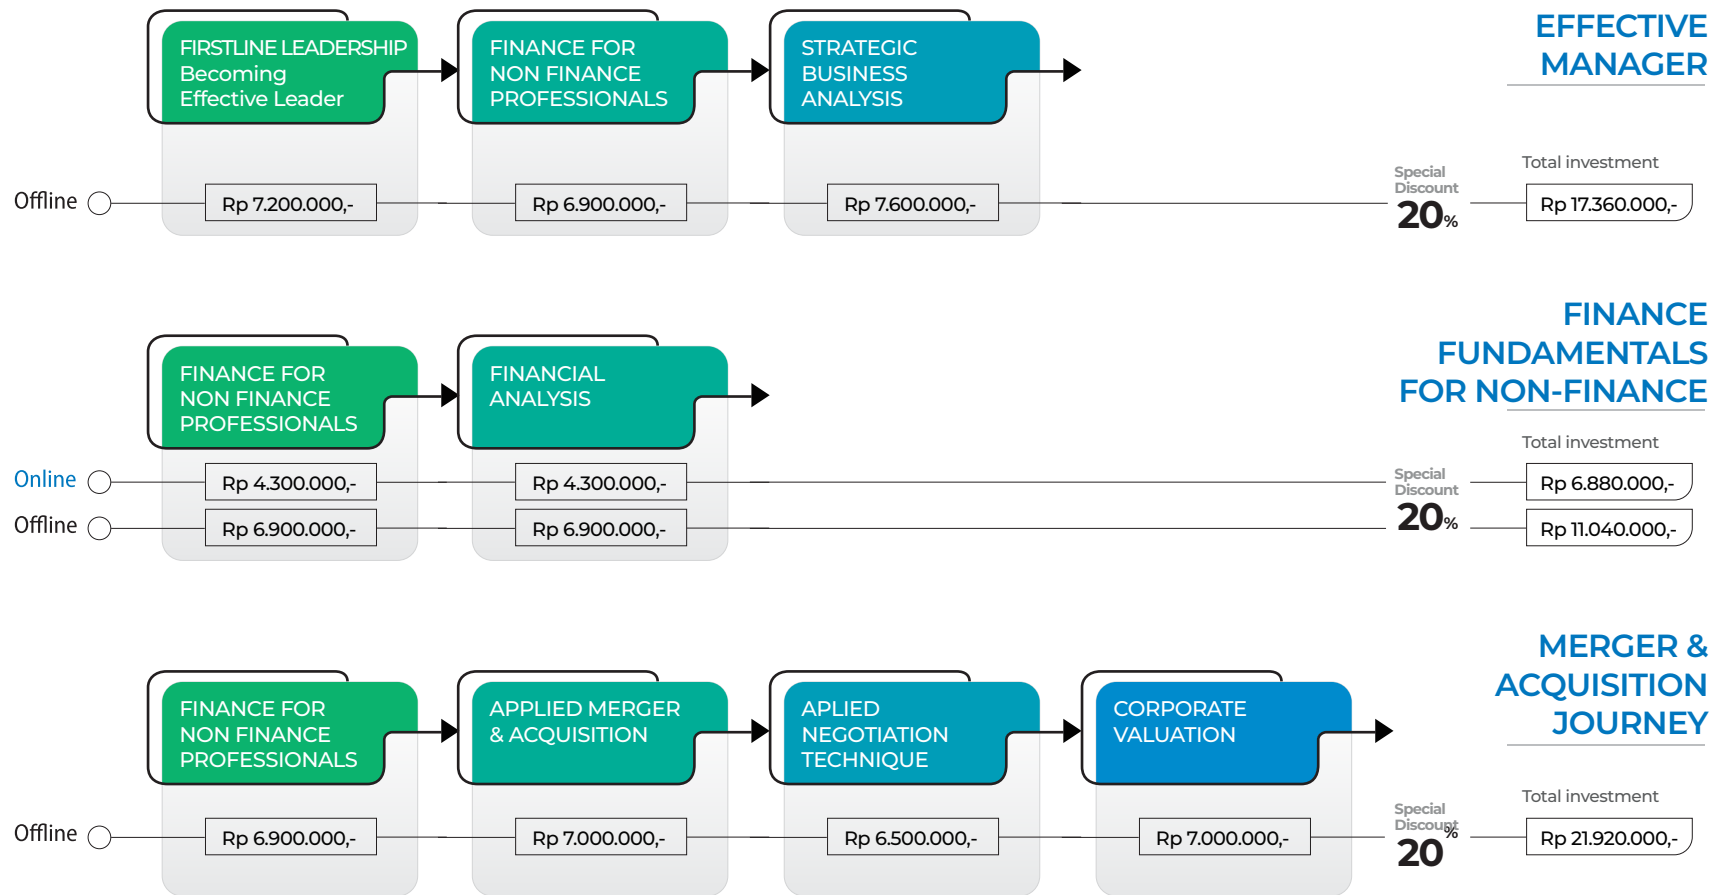 EFFECTIVE
MANAGER
FIRSTLINE LEADERSHIP
Becoming
Effective Leader
FINANCE FOR
NON FINANCE
PROFESSIONALS
STRATEGIC
BUSINESS
ANALYSIS
Offline
Rp 7.200.000,-
Rp 6.900.000,-
Rp 7.600.000,-
Special
Discount
20%
Total investment
Rp 17.360.000,-
FINANCE
FUNDAMENTALS
FOR NON-FINANCE
FINANCE FOR
NON FINANCE
PROFESSIONALS
FINANCIAL
ANALYSIS
Online
Rp 4.300.000,-
Rp 4.300.000,-
Offline
Rp 6.900.000,-
Rp 6.900.000,-
Special
Discount
20%
Total investment
Rp 6.880.000,-
Rp 11.040.000,-
MERGER &
ACQUISITION
JOURNEY
FINANCE FOR
NON FINANCE
PROFESSIONALS
APPLIED MERGER
& ACQUISITION
APLIED
NEGOTIATION
TECHNIQUE
CORPORATE
VALUATION
Offline
Rp 6.900.000,-
Rp 7.000.000,-
Rp 6.500.000,-
Rp 7.000.000,-
Special
Discount
20%
Total investment
Rp 21.920.000,-